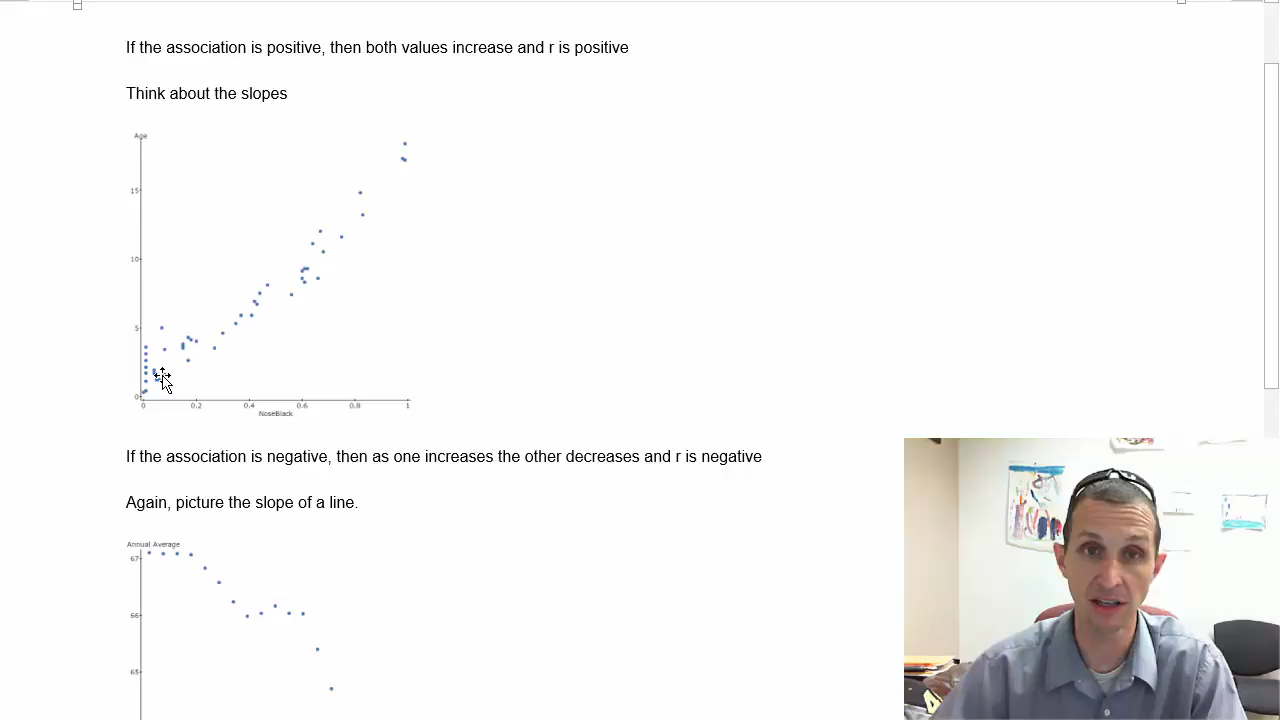 If the association is positive, then both values increase and r is positive
Think about the slopes
Age
15
10
5
0
0 0.2 0.4 0.6 0.8 1
NoseBlack
If the association is negative, then as one increases the other decreases and r is negative
Again, picture the slope of a line.
Annual Average
67
66
65